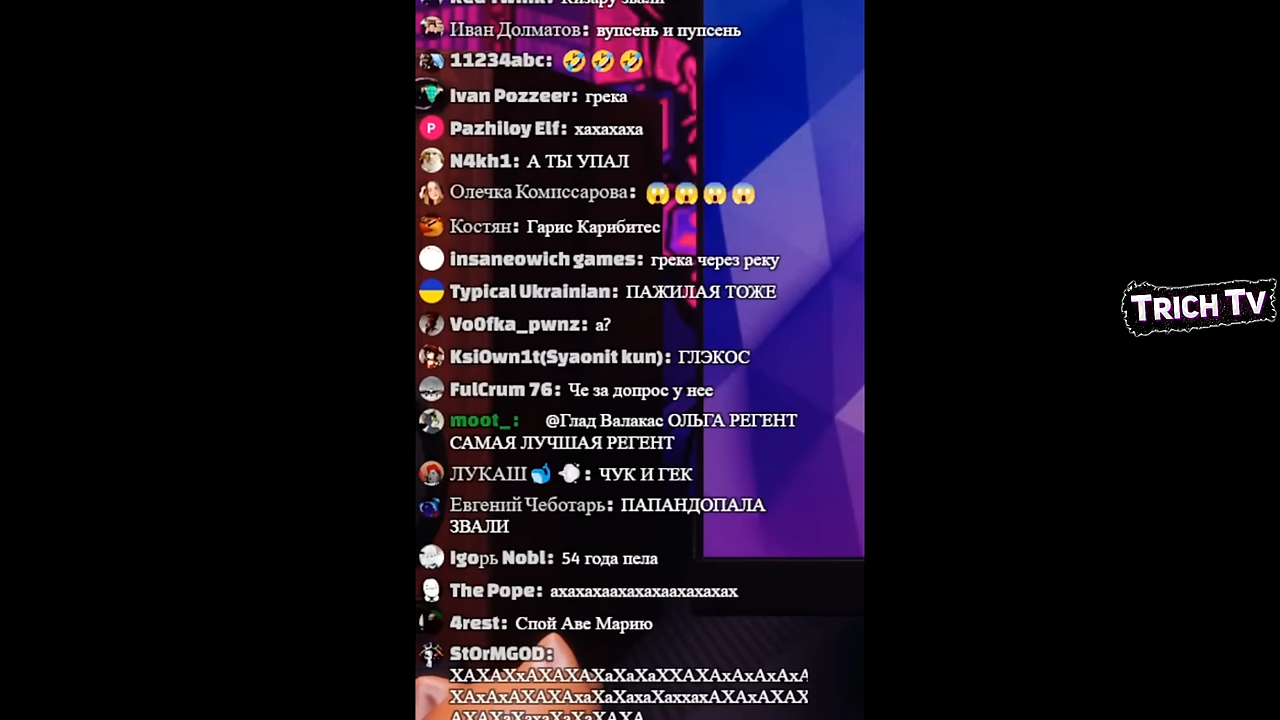 Кизару звали
Иван Долматов: вупсень и пупсень
11234abc: 🤣🤣🤣
Ivan Pozzeer: грека
P Pazhiloy Elf: хахахаха
N4kh1: А ТЫ УПАЛ
Олечка Комиссарова: 😱😱😱😱
Костян: Гарис Карибитес
insaneowich games: грека через реку
Typical Ukrainian: ПАЖИЛАЯ ТОЖЕ
Vo0fka_pwnz: а?
KsiOwn1t(Syaonit kun): ГЛЭКОС
FulCrum 76: Че за допрос у нее
moot_: @Глад Валакас ОЛЬГА РЕГЕНТ
САМАЯ ЛУЧШАЯ РЕГЕНТ
ЛУКАШ🐳💨: ЧУК И ГЕК
Евгений Чеботарь: ПАПАНДОПАЛА
ЗВАЛИ
Igoрь Nobl: 54 года пела
The Pope: ахахахаахахахаахахахах
4rest: Спой Аве Марию
StOrMGOD:
ХАХАХхАХАХАХаХаХаХХАХАхАхАхАхА
ХАхАхАХАХАхаХаХахаХаххахАХАхАХАХ
TRICH TV